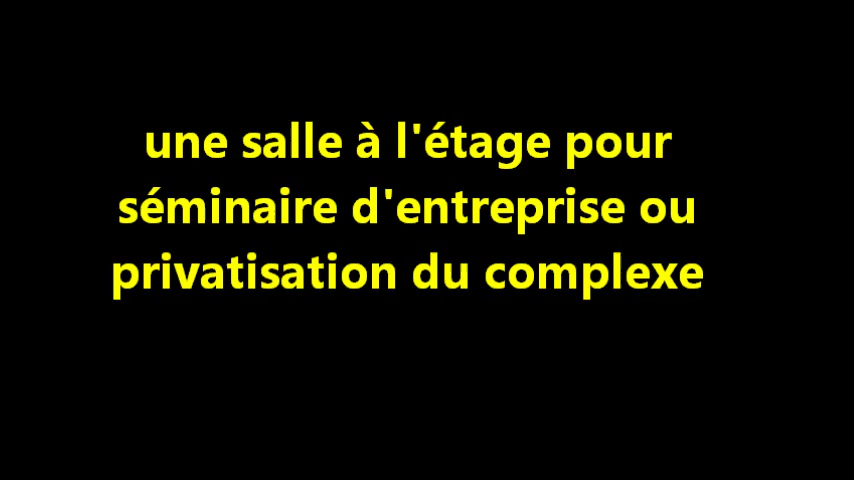 une salle à l'étage pour
séminaire d'entreprise ou
privatisation du complexe